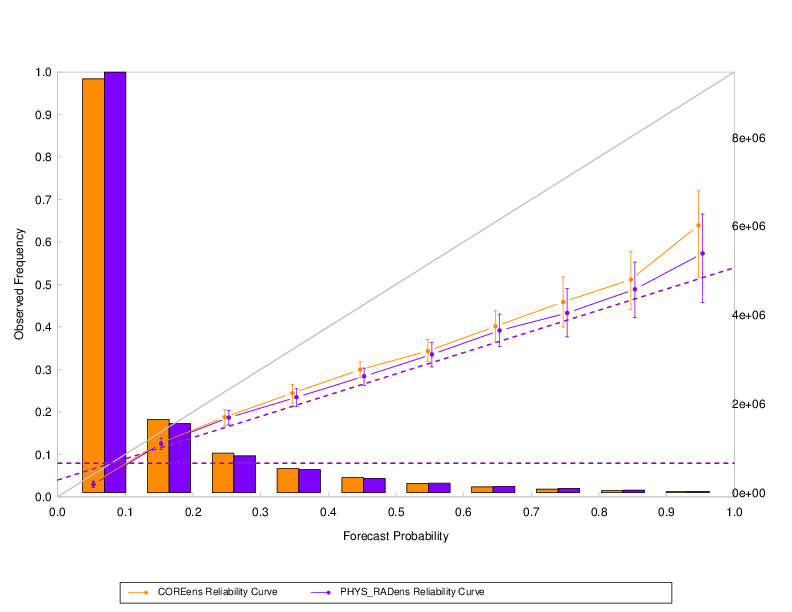 1.0
0.9
0.8
0.7
0.6
0.5
0.4
0.3
0.2
0.1
0.0
Observed Frequency
8e+06
6e+06
4e+06
2e+06
0e+00
0.0 0.1 0.2 0.3 0.4 0.5 0.6 0.7 0.8 0.9 1.0
Forecast Probability
COREens Reliability Curve PHYS_RADens Reliability Curve